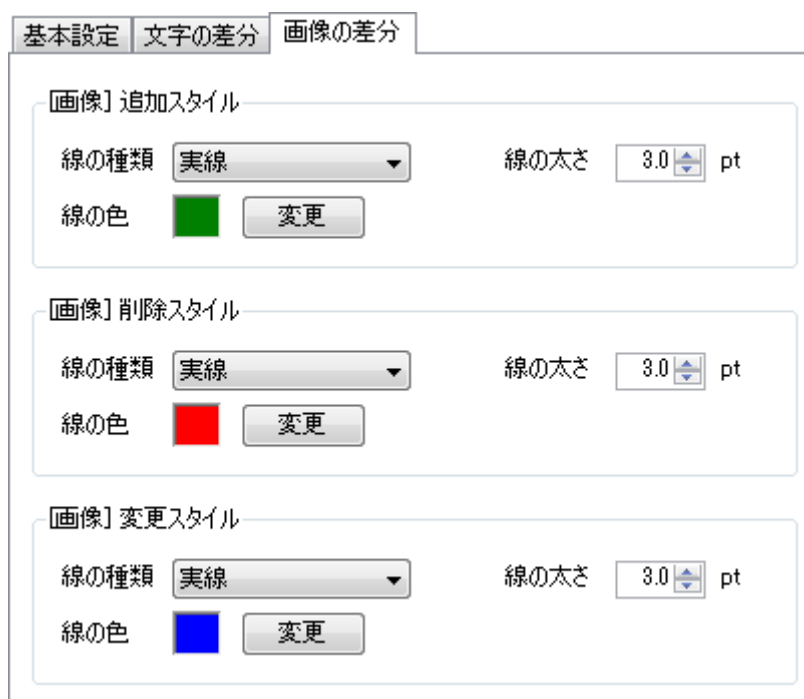 基本設定 文字の差分 画像の差分
[画像] 追加スタイル
線の種類 実線 線の太さ 3.0 pt
線の色 変更
[画像] 削除スタイル
線の種類 実線 線の太さ 3.0 pt
線の色 変更
[画像] 変更スタイル
線の種類 実線 線の太さ 3.0 pt
線の色 変更